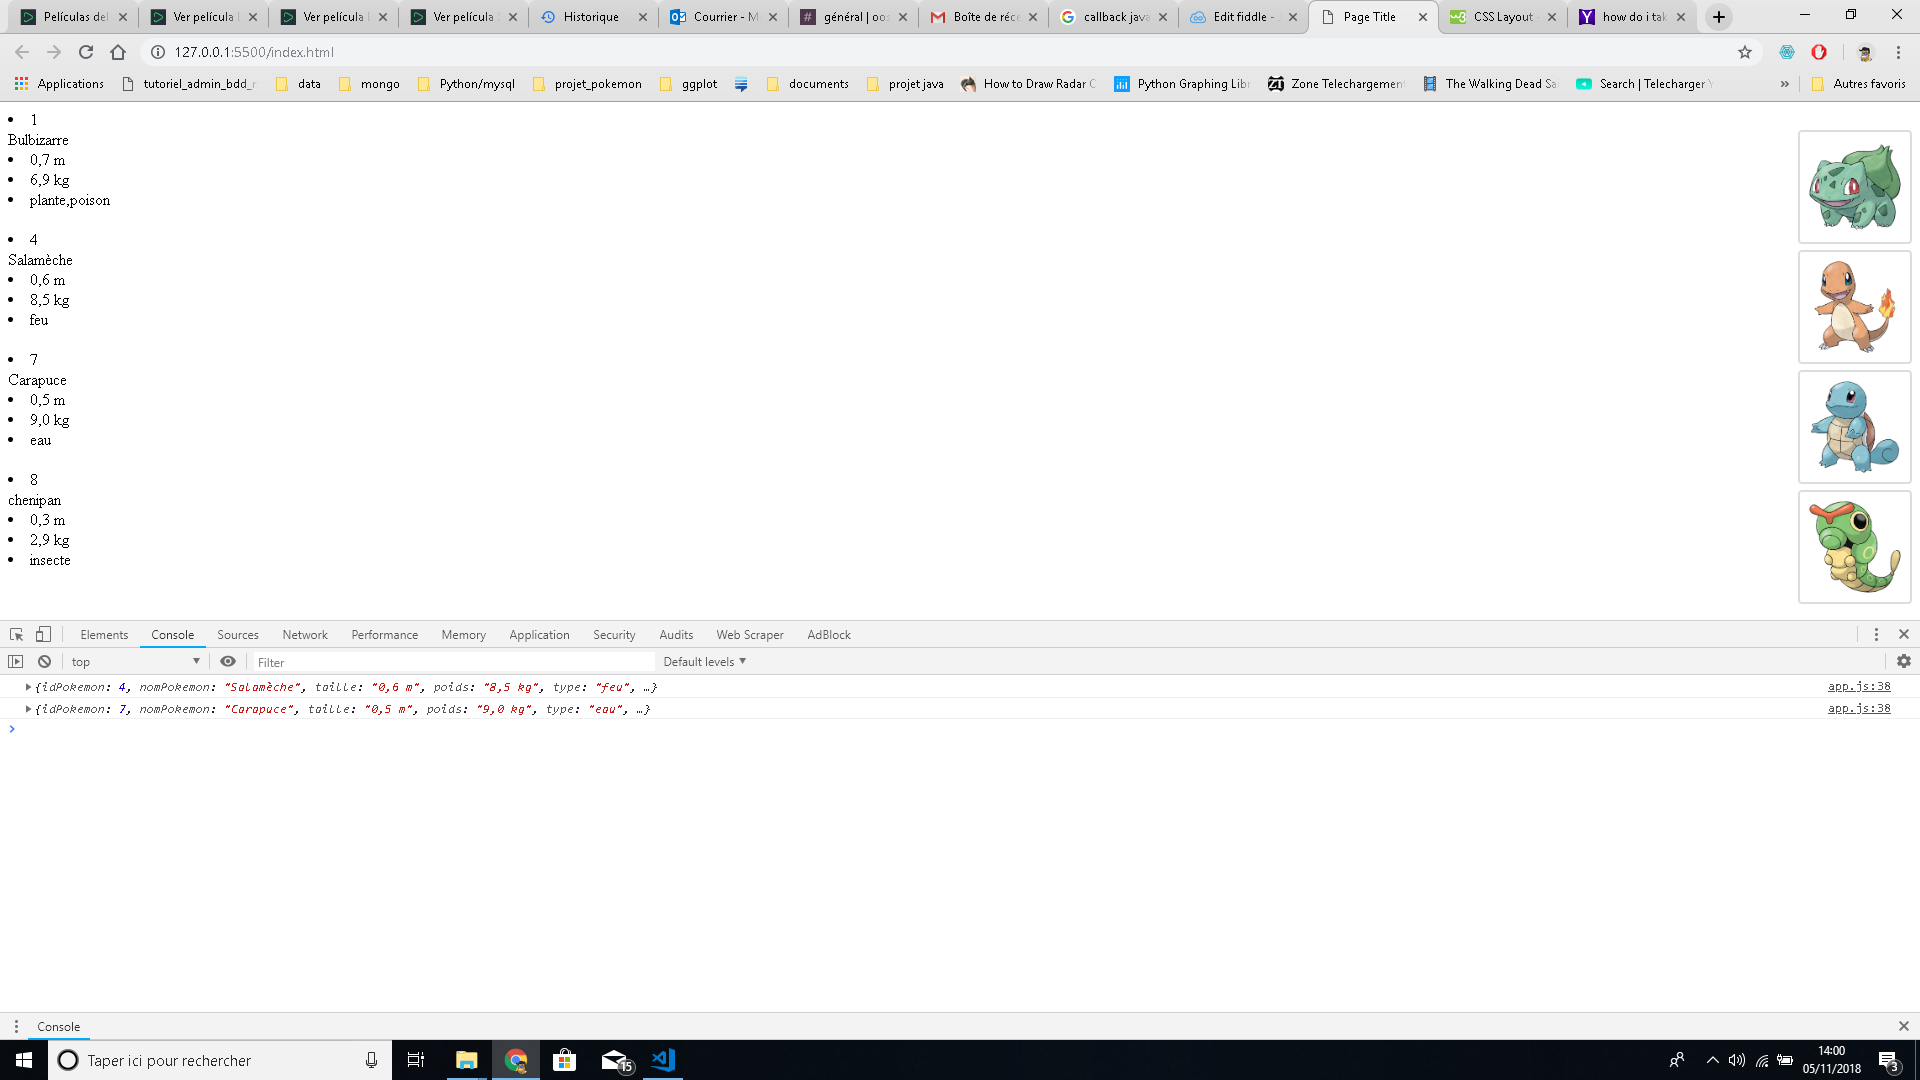 Películas del
Ver película
Ver película
Ver película
Historique
Courrier - M
général | oos
Boîte de réce
callback java
Edit fiddle - J
Page Title
CSS Layout
how do i tak
127.0.0.1:5500/index.html
Applications
tutoriel_admin_bdd_r
data
mongo
Python/mysql
projet_pokemon
ggplot
documents
projet java
How to Draw Radar C
Python Graphing Libr
Zone Telechargement
The Walking Dead Sa
Search | Telecharger Y
»
Autres favoris
• 1
Bulbizarre
• 0,7 m
• 6,9 kg
• plante,poison
• 4
Salamèche
• 0,6 m
• 8,5 kg
• feu
• 7
Carapuce
• 0,5 m
• 9,0 kg
• eau
• 8
chenipan
• 0,3 m
• 2,9 kg
• insecte
Elements
Console
Sources
Network
Performance
Memory
Application
Security
Audits
Web Scraper
AdBlock
top
Filter
Default levels ▼
{idPokemon: 4, nomPokemon: "Salamèche", taille: "0,6 m", poids: "8,5 kg", type: "feu", …}
app.js:38
{idPokemon: 7, nomPokemon: "Carapuce", taille: "0,5 m", poids: "9,0 kg", type: "eau", …}
app.js:38
Console
Taper ici pour rechercher
15
14:00
05/11/2018
3